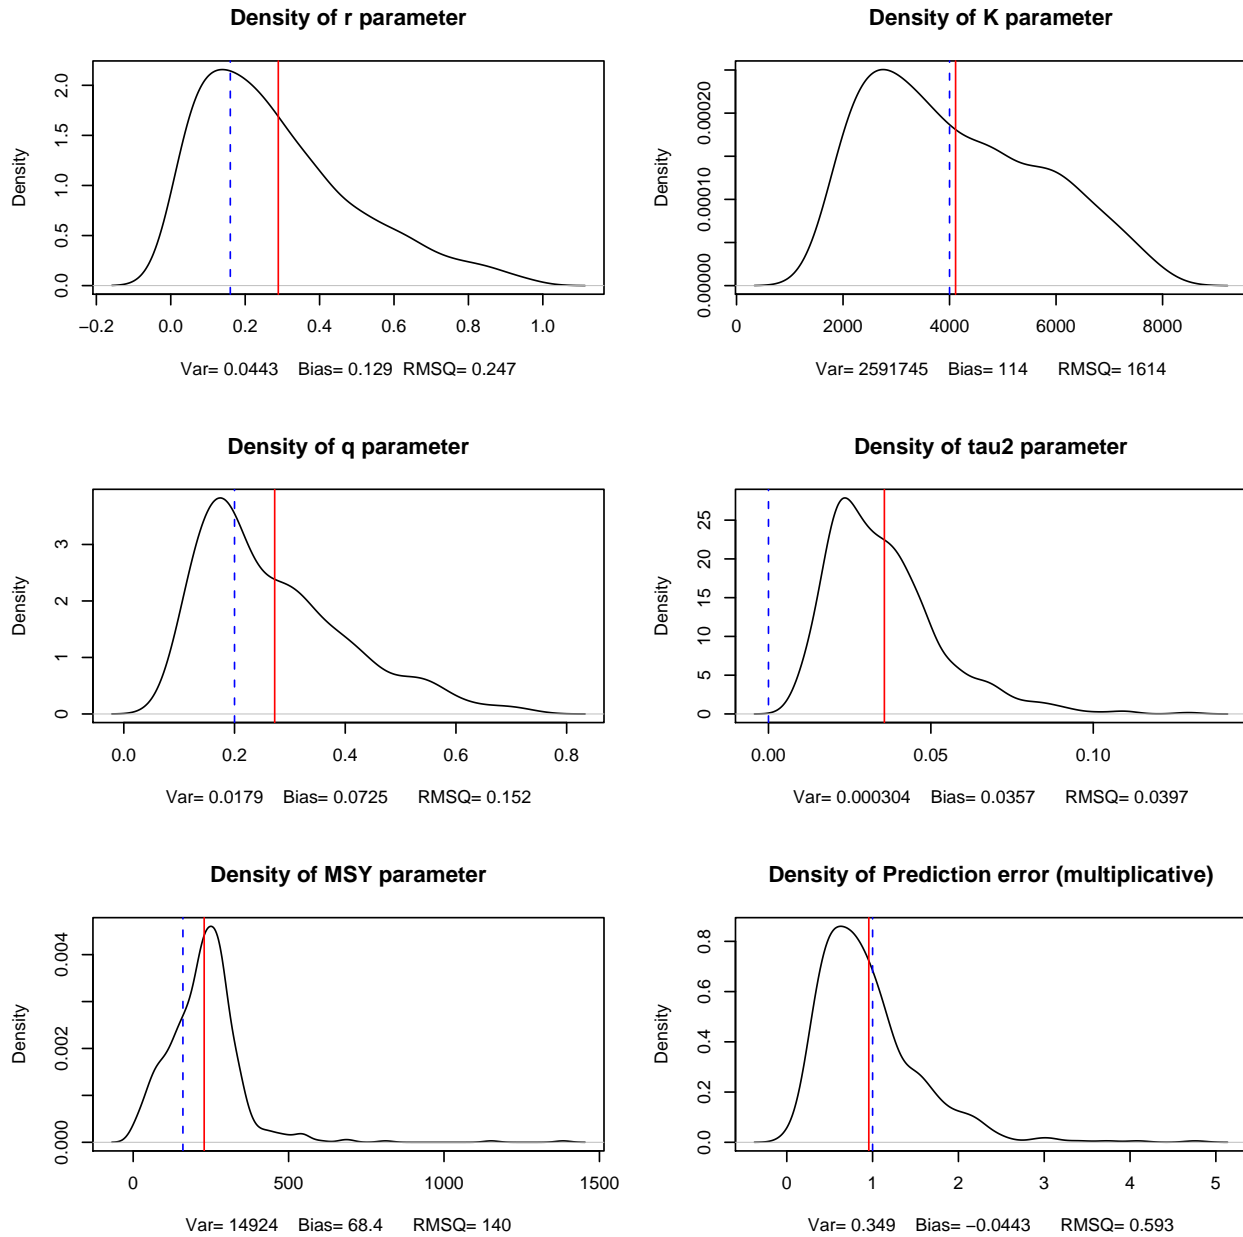 Density of r parameter
Density
0.0 0.5 1.0 1.5 2.0
−0.2 0.0 0.2 0.4 0.6 0.8 1.0
Var= 0.0443 Bias= 0.129 RMSQ= 0.247
Density of K parameter
Density
0.00000 0.00010 0.00020
0 2000 4000 6000 8000
Var= 2591745 Bias= 114 RMSQ= 1614
Density of q parameter
Density
0 1 2 3
0.0 0.2 0.4 0.6 0.8
Var= 0.0179 Bias= 0.0725 RMSQ= 0.152
Density of tau2 parameter
Density
0 5 10 15 20 25
0.00 0.05 0.10
Var= 0.000304 Bias= 0.0357 RMSQ= 0.0397
Density of MSY parameter
Density
0.000 0.002 0.004
0 500 1000 1500
Var= 14924 Bias= 68.4 RMSQ= 140
Density of Prediction error (multiplicative)
Density
0.0 0.2 0.4 0.6 0.8
0 1 2 3 4 5
Var= 0.349 Bias= −0.0443 RMSQ= 0.593